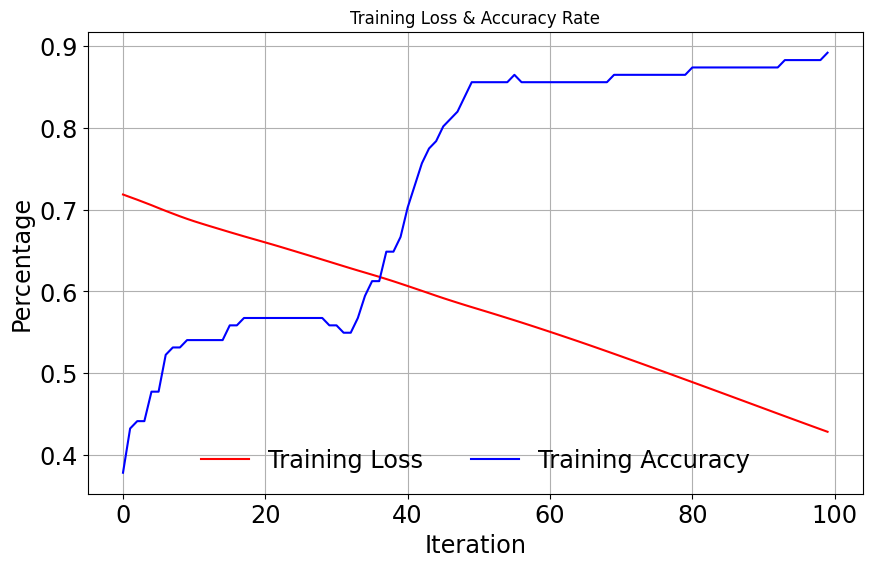 Training Loss & Accuracy Rate
0.9
0.8
0.7
0.6
0.5
0.4
Percentage
Training Loss
Training Accuracy
0 20 40 60 80 100
Iteration